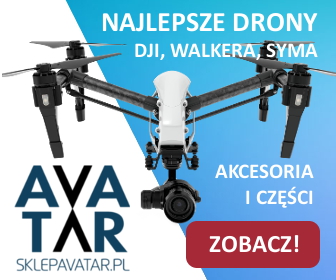 NAJLEPSZE DRONY
DJI, WALKERA, SYMA
AKCESORIA
I CZĘŚCI
AVA
TAR
SKLEPAVATAR.PL
ZOBACZ!